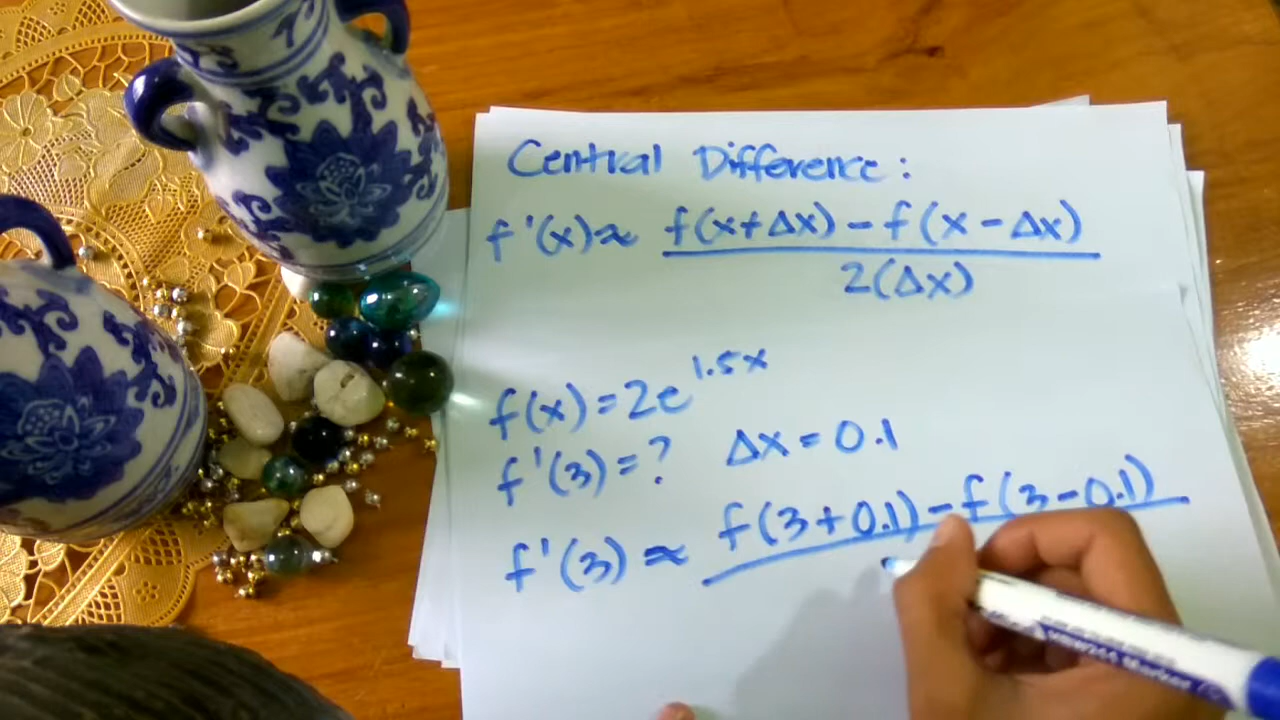 Central Difference:
f'(x)≈ f(x+Δx) - f(x-Δx)
2(Δx)
f(x)=2e^1.5x
f'(3)=? Δx=0.1
f'(3)≈ f(3+0.1)-f(3-0.1)
Marker